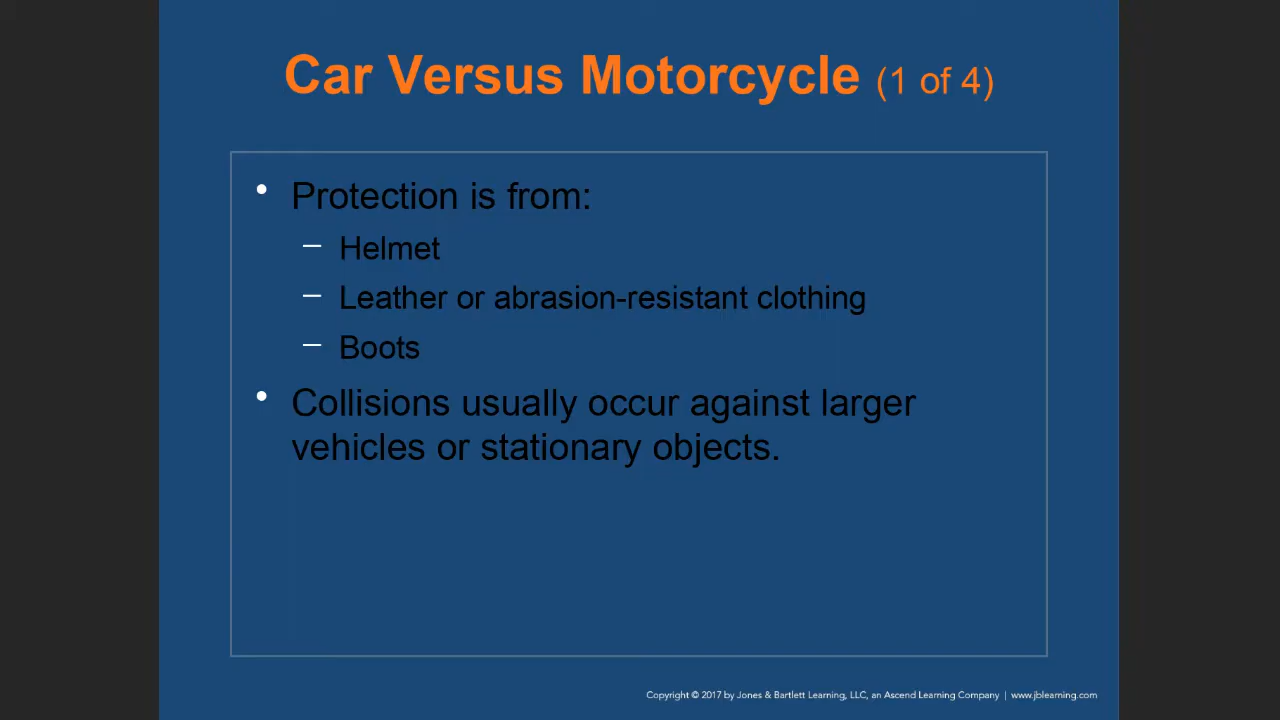 Car Versus Motorcycle (1 of 4)
• Protection is from:
– Helmet
– Leather or abrasion-resistant clothing
– Boots
• Collisions usually occur against larger
vehicles or stationary objects.
Copyright © 2017 by Jones & Bartlett Learning, LLC, an Ascend Learning Company | www.jblearning.com